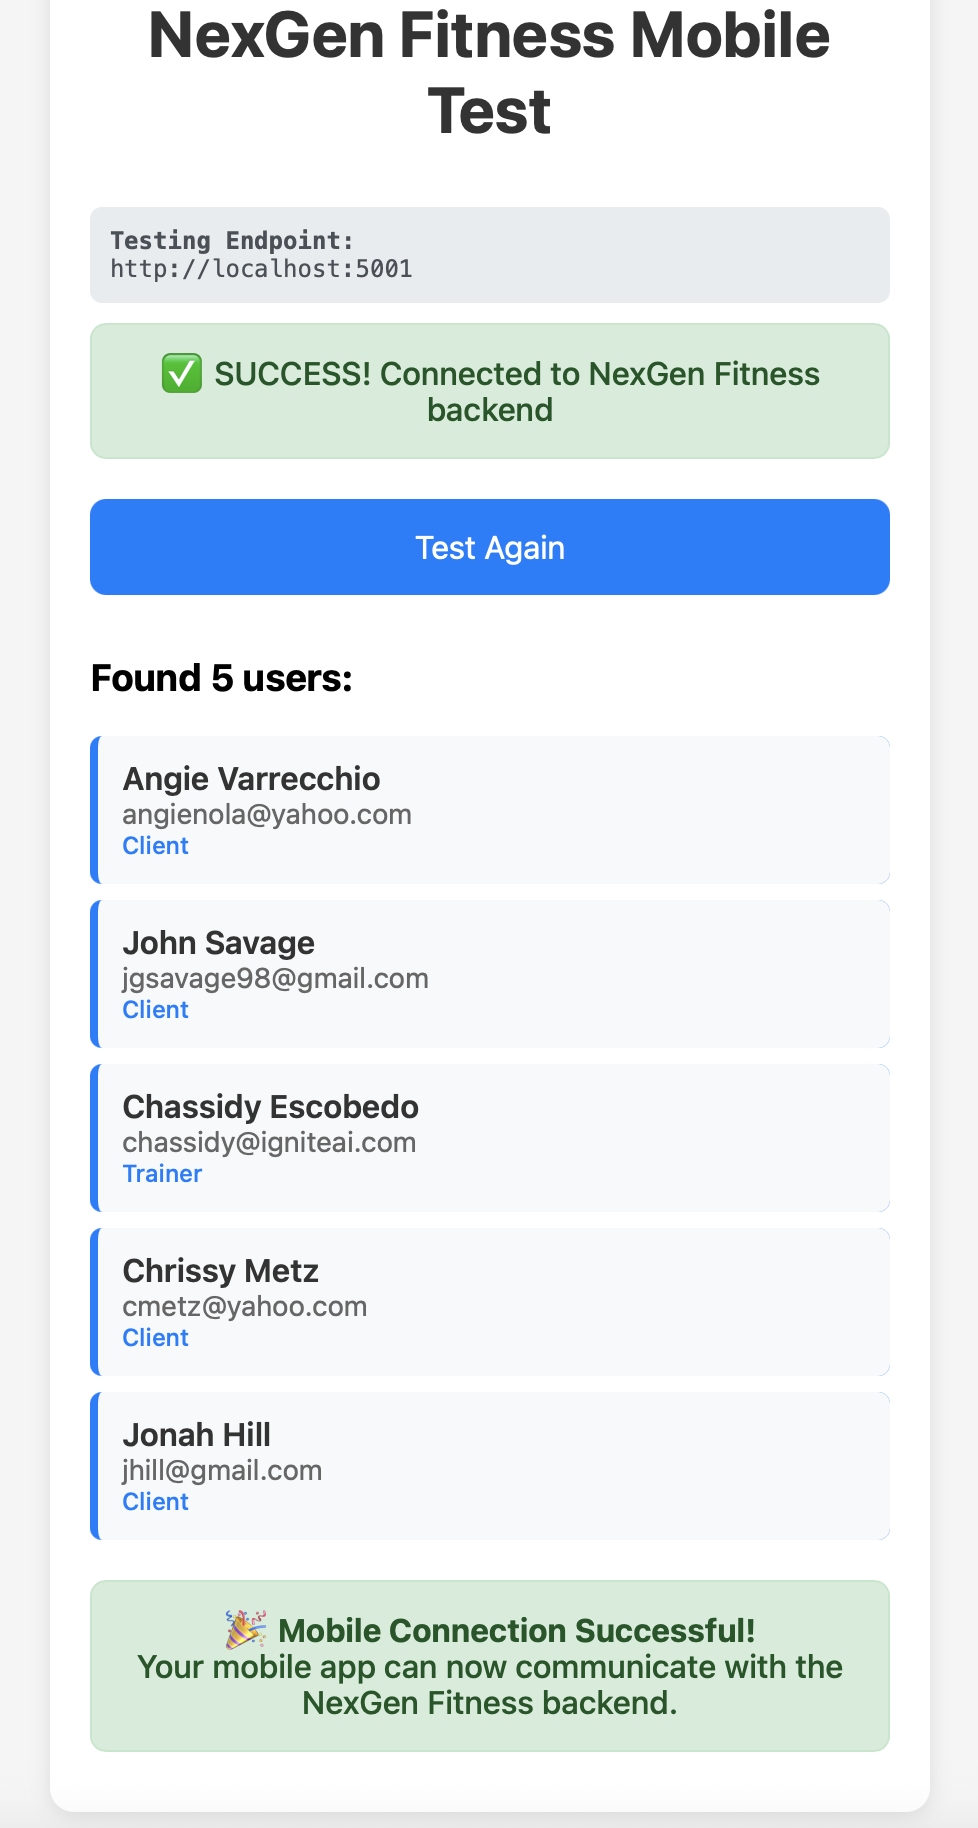 NexGen Fitness Mobile
Test
Testing Endpoint:
http://localhost:5001
✅ SUCCESS! Connected to NexGen Fitness
backend
Test Again
Found 5 users:
Angie Varrecchio
angienola@yahoo.com
Client
John Savage
jgsavage98@gmail.com
Client
Chassidy Escobedo
chassidy@igniteai.com
Trainer
Chrissy Metz
cmetz@yahoo.com
Client
Jonah Hill
jhill@gmail.com
Client
🎉 Mobile Connection Successful!
Your mobile app can now communicate with the
NexGen Fitness backend.